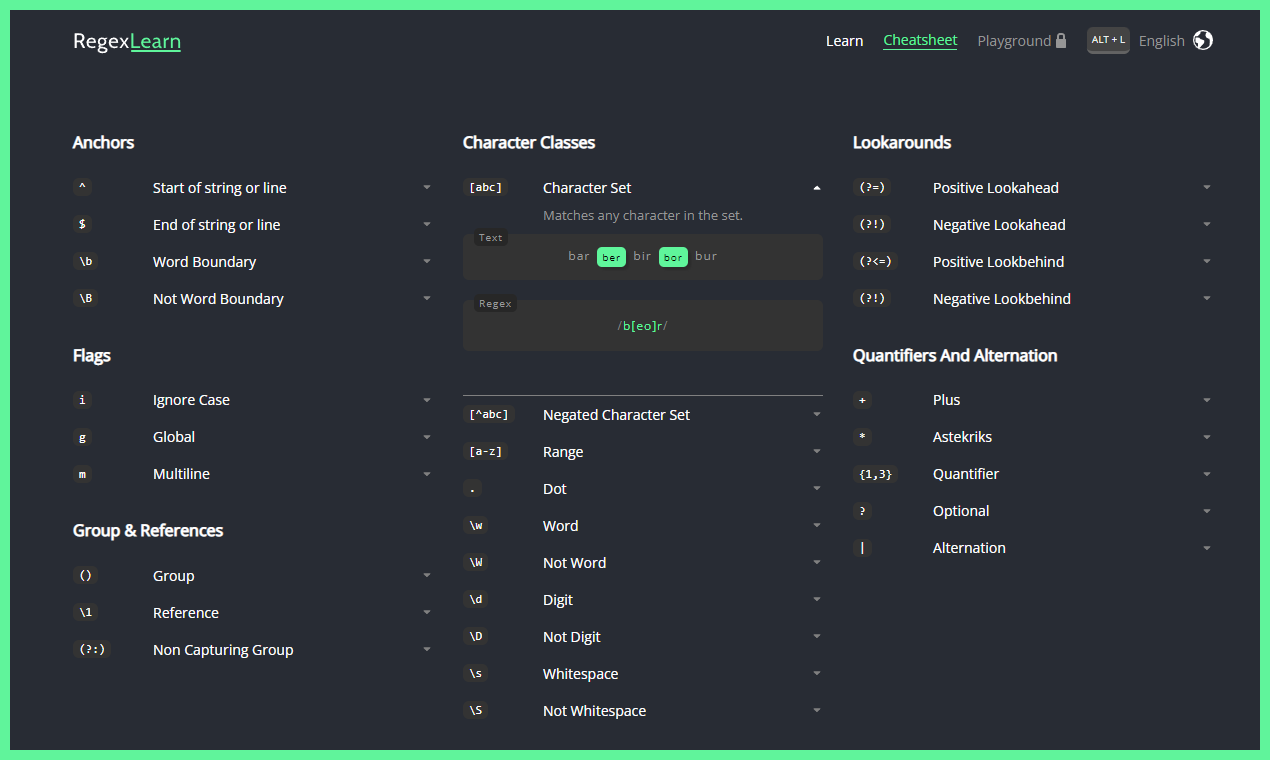 RegexLearn
Learn Cheatsheet Playground ALT + L English
Anchors
^ Start of string or line
$ End of string or line
\b Word Boundary
\B Not Word Boundary
Flags
i Ignore Case
g Global
m Multiline
Group & References
() Group
\1 Reference
(?:) Non Capturing Group
Character Classes
[abc] Character Set
Matches any character in the set.
Text
bar ber bir bor bur
Regex
/b[eo]r/
[^abc] Negated Character Set
[a-z] Range
. Dot
\w Word
\W Not Word
\d Digit
\D Not Digit
\s Whitespace
\S Not Whitespace
Lookarounds
(?=) Positive Lookahead
(?!) Negative Lookahead
(?<=) Positive Lookbehind
(?!) Negative Lookbehind
Quantifiers And Alternation
+ Plus
* Astekriks
{1,3} Quantifier
? Optional
| Alternation